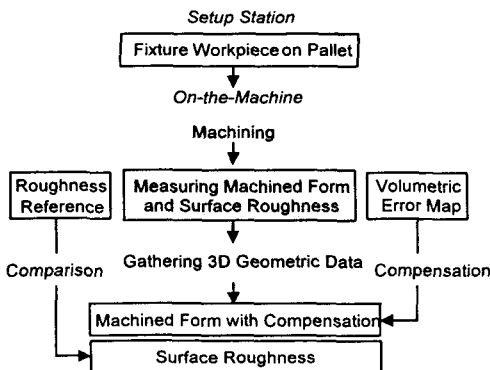 Setup Station
Fixture Workpiece on Pallet
On-the-Machine
Machining
Roughness
Reference
Measuring Machined Form
and Surface Roughness
Volumetric
Error Map
Comparison
Gathering 3D Geometric Data
Compensation
Machined Form with Compensation
Surface Roughness